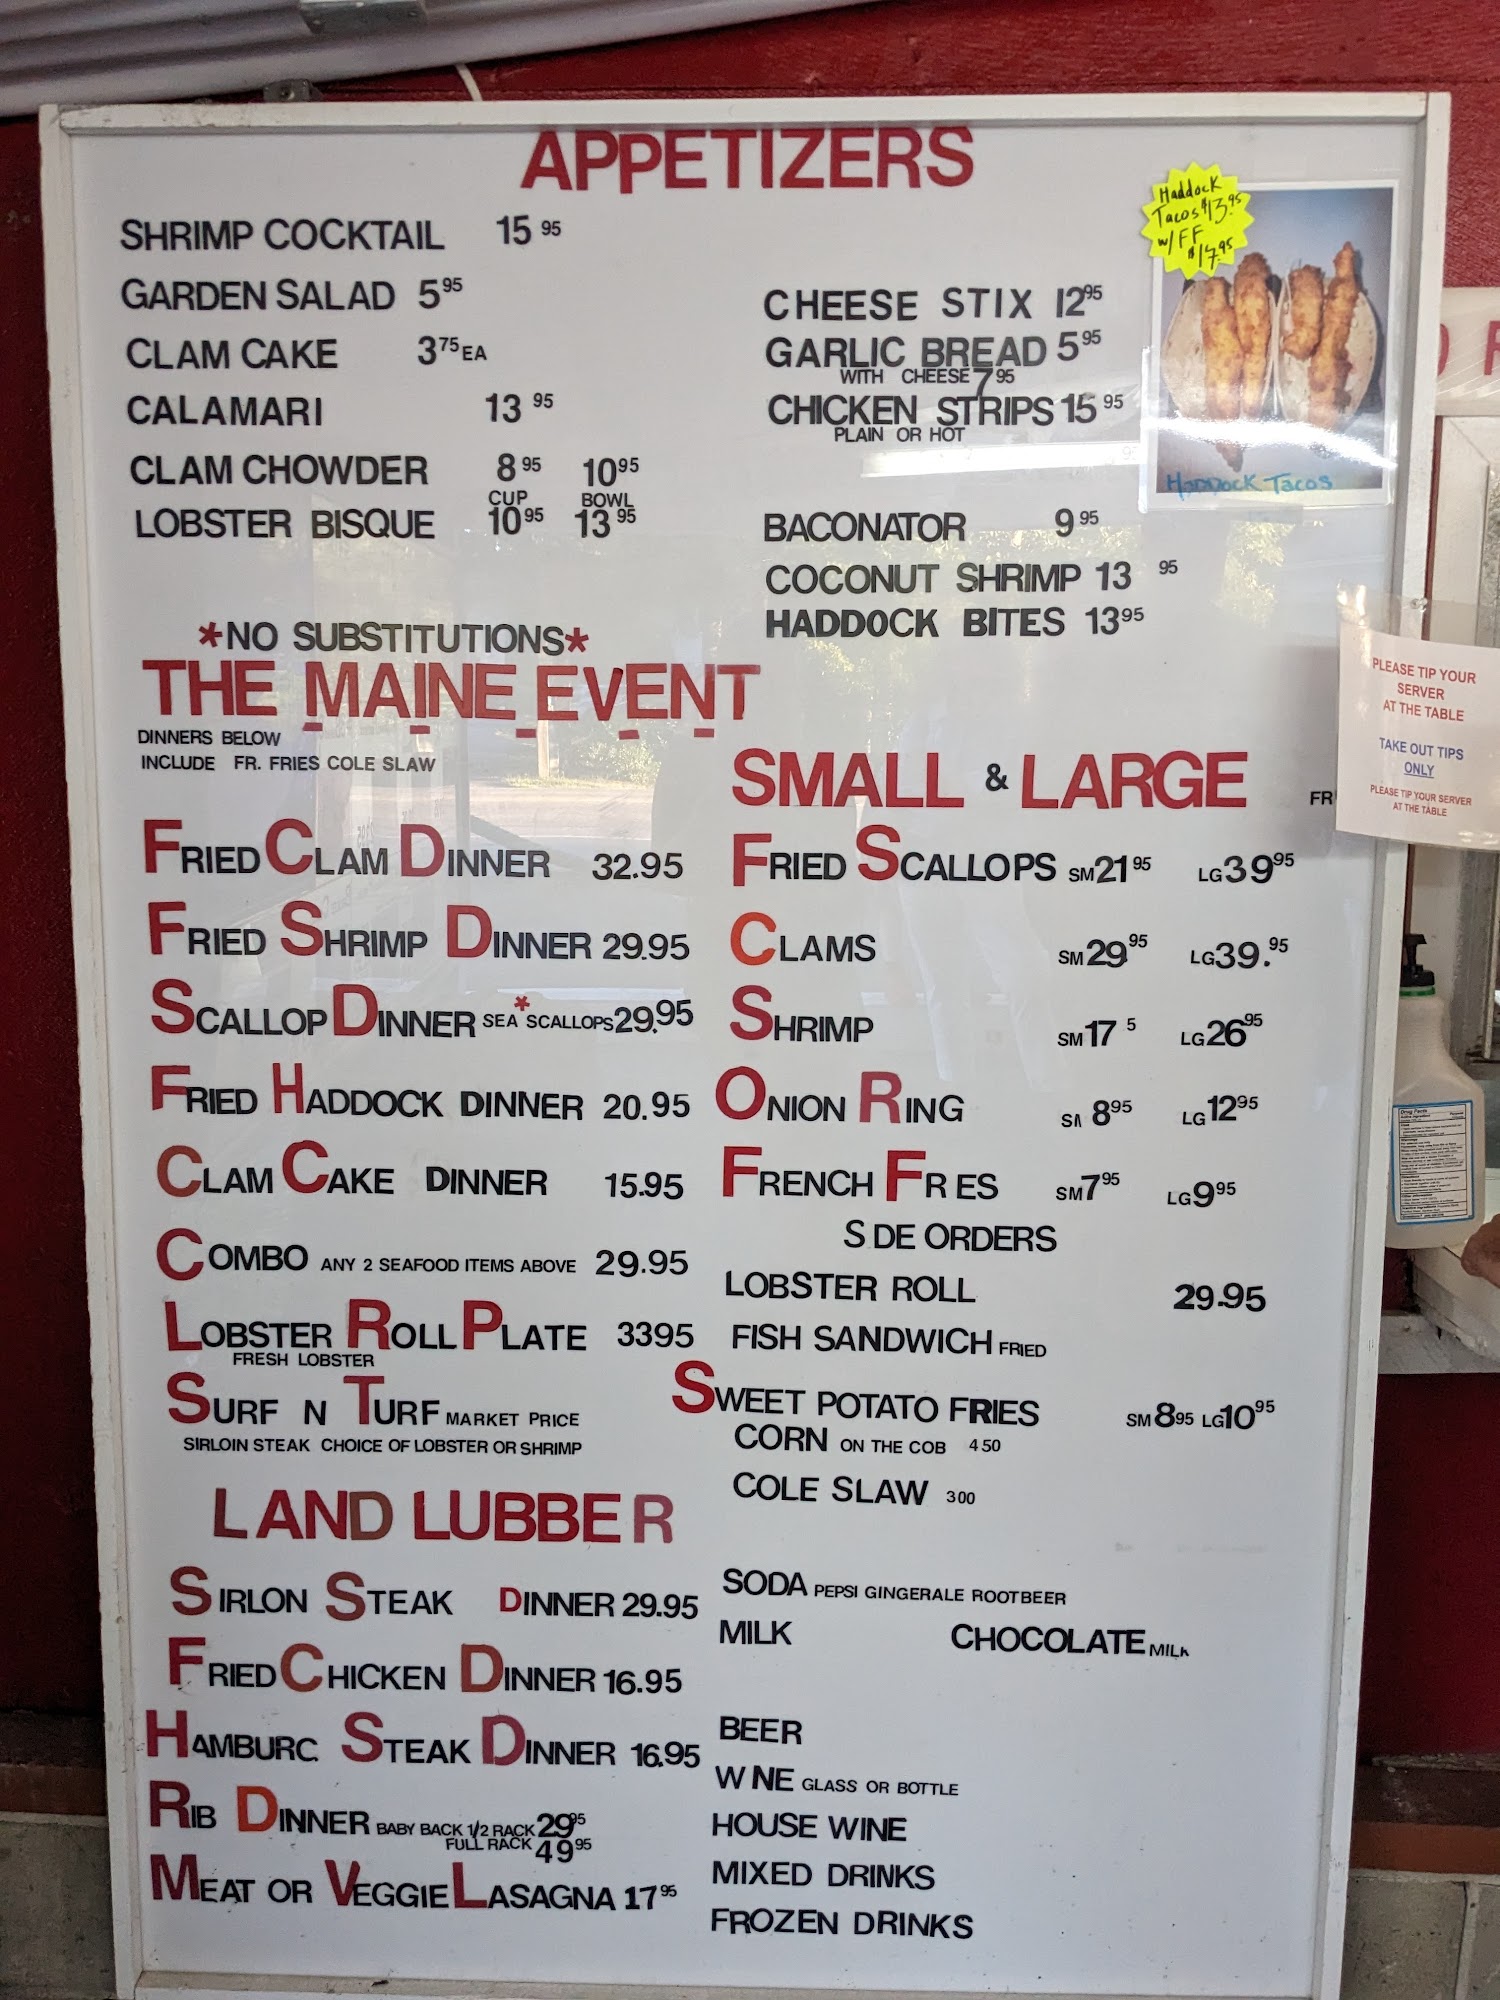 APPETIZERS
SHRIMP COCKTAIL 15 95
GARDEN SALAD 5 95
CLAM CAKE 3 75 EA
CALAMARI 13 95
CLAM CHOWDER 8 95 10 95
CUP BOWL
LOBSTER BISQUE 10 95 13 95
CHEESE STIX 12 95
GARLIC BREAD 5 95
WITH CHEESE 7 95
CHICKEN STRIPS 15 95
PLAIN OR HOT
BACONATOR 9 95
COCONUT SHRIMP 13 95
HADDOCK BITES 13 95
Haddock
Tacos $13.95
w/FF
$17.95
HADDOCK TACOS
*NO SUBSTITUTIONS*
THE MAINE EVENT
DINNERS BELOW
INCLUDE FR. FRIES COLE SLAW
FRIED CLAM DINNER 32.95
FRIED SHRIMP DINNER 29.95
SCALLOP DINNER SEA *SCALLOPS 29.95
FRIED HADDOCK DINNER 20.95
CLAM CAKE DINNER 15.95
COMBO ANY 2 SEAFOOD ITEMS ABOVE 29.95
LOBSTER ROLL PLATE 3395
FRESH LOBSTER
SURF N TURF MARKET PRICE
SIRLOIN STEAK CHOICE OF LOBSTER OR SHRIMP
LAND LUBBER
SIRLON STEAK DINNER 29.95
FRIED CHICKEN DINNER 16.95
HAMBURC STEAK DINNER 16.95
RIB DINNER BABY BACK 1/2 RACK 29 95
FULL RACK 49 95
MEAT OR VEGGIE LASAGNA 17 95
SMALL & LARGE
FR
FRIED SCALLOPS SM 21 95 LG 39 95
CLAMS SM 29 95 LG 39.95
SHRIMP SM 17 5 LG 26 95
ONION RING 8 95 LG 12 95
FRENCH FR ES SM 7 95 LG 9 95
S DE ORDERS
LOBSTER ROLL 29.95
FISH SANDWICH FRIED
SWEET POTATO FRIES SM 8 95 LG 10 95
CORN ON THE COB 4 50
COLE SLAW 3 00
SODA PEPSI GINGERALE ROOTBEER
MILK CHOCOLATE MILK
BEER
W NE GLASS OR BOTTLE
HOUSE WINE
MIXED DRINKS
FROZEN DRINKS
PLEASE TIP YOUR
SERVER
AT THE TABLE
TAKE OUT TIPS
ONLY
PLEASE TIP YOUR SERVER
AT THE TABLE
Drug Facts